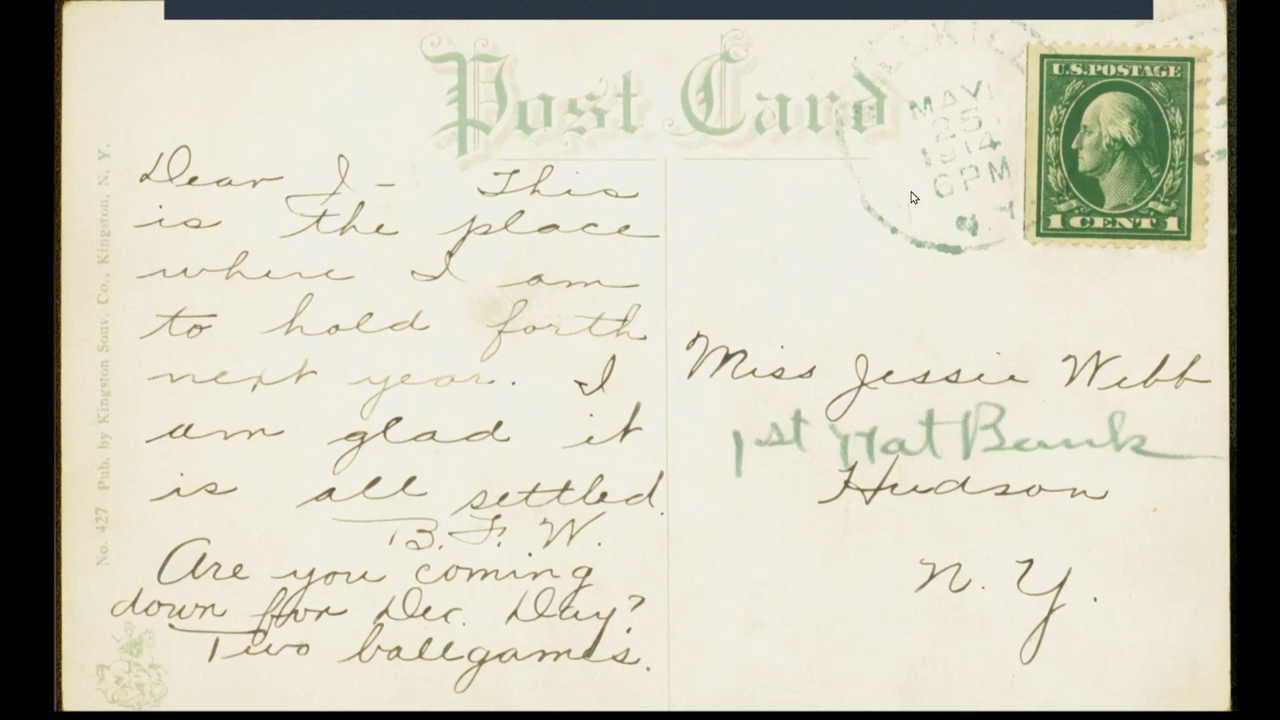 Post Card
MAY
25
1914
6 PM
N.Y.
U.S. POSTAGE
1 CENT 1
No. 427 Pub. by Kingston Souv. Co., Kingston, N. Y.
Dear J- This
is the place
where I am
to hold forth
next year. I
am glad it
is all settled.
B. F. W.
Are you coming
down for Dec. Day?
Two ballgames.
Miss Jessie Webb
1st Nat Bank
Hudson
N. Y.